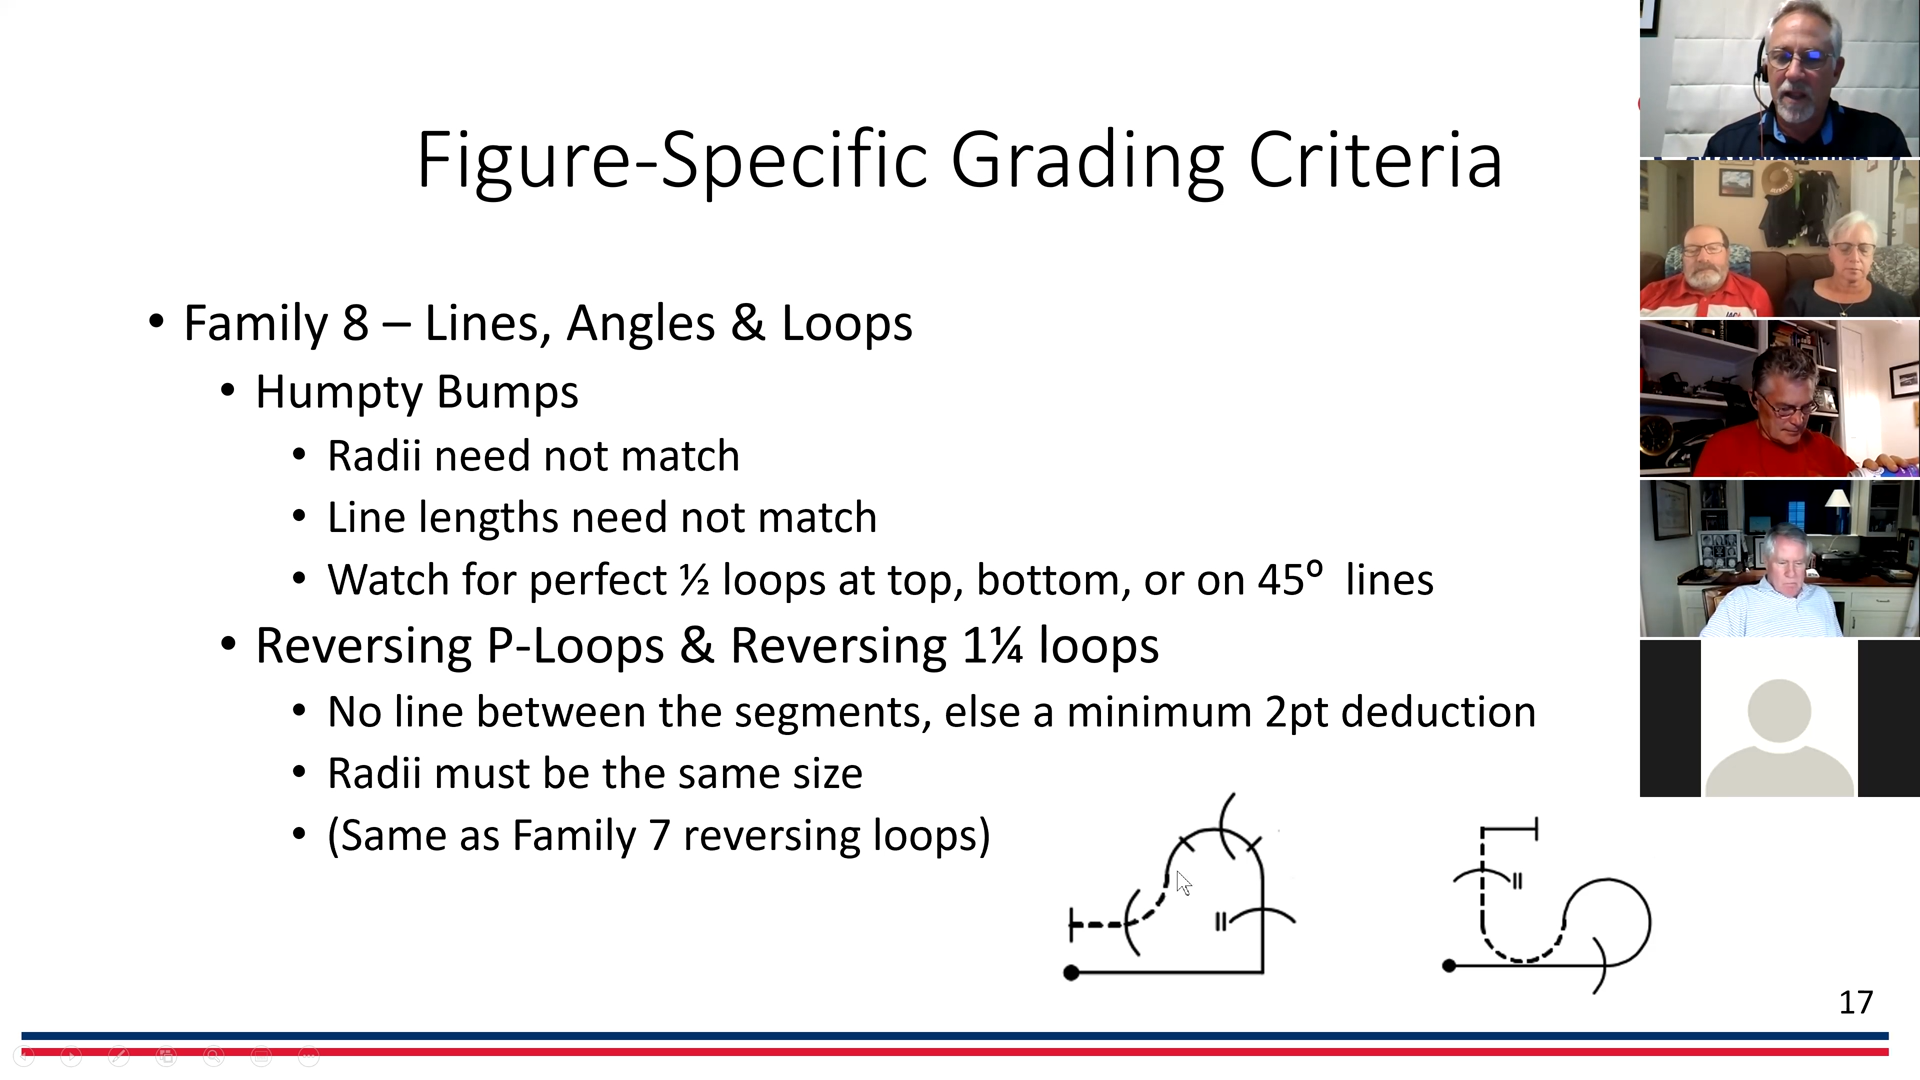 Figure-Specific Grading Criteria
• Family 8 – Lines, Angles & Loops
• Humpty Bumps
• Radii need not match
• Line lengths need not match
• Watch for perfect ½ loops at top, bottom, or on 45º lines
• Reversing P-Loops & Reversing 1¼ loops
• No line between the segments, else a minimum 2pt deduction
• Radii must be the same size
• (Same as Family 7 reversing loops)
17